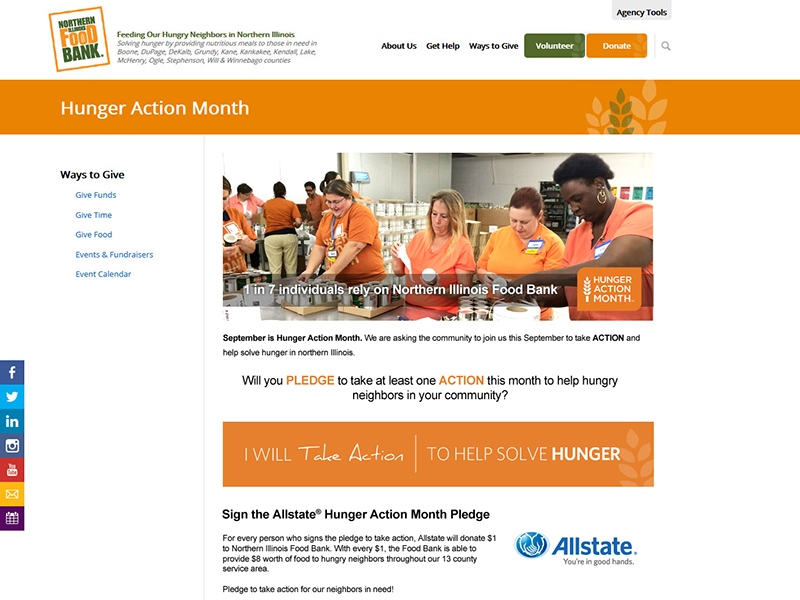 Agency Tools
NORTHERN
ILLINOIS
FOOD
BANK
Feeding Our Hungry Neighbors in Northern Illinois
Solving hunger by providing nutritious meals to those in need in
Boone, DuPage, DeKalb, Grundy, Kane, Kankakee, Kendall, Lake,
McHenry, Ogle, Stephenson, Will & Winnebago counties
About Us Get Help Ways to Give Volunteer Donate
Hunger Action Month
Ways to Give
Give Funds
Give Time
Give Food
Events & Fundraisers
Event Calendar
1 in 7 individuals rely on Northern Illinois Food Bank
HUNGER
ACTION
MONTH
September is Hunger Action Month. We are asking the community to join us this September to take ACTION and
help solve hunger in northern Illinois.
Will you PLEDGE to take at least one ACTION this month to help hungry
neighbors in your community?
I WILL Take Action TO HELP SOLVE HUNGER
Sign the Allstate® Hunger Action Month Pledge
For every person who signs the pledge to take action, Allstate will donate $1
to Northern Illinois Food Bank. With every $1, the Food Bank is able to
provide $8 worth of food to hungry neighbors throughout our 13 county
service area.
Allstate.
You're in good hands.
Pledge to take action for our neighbors in need!